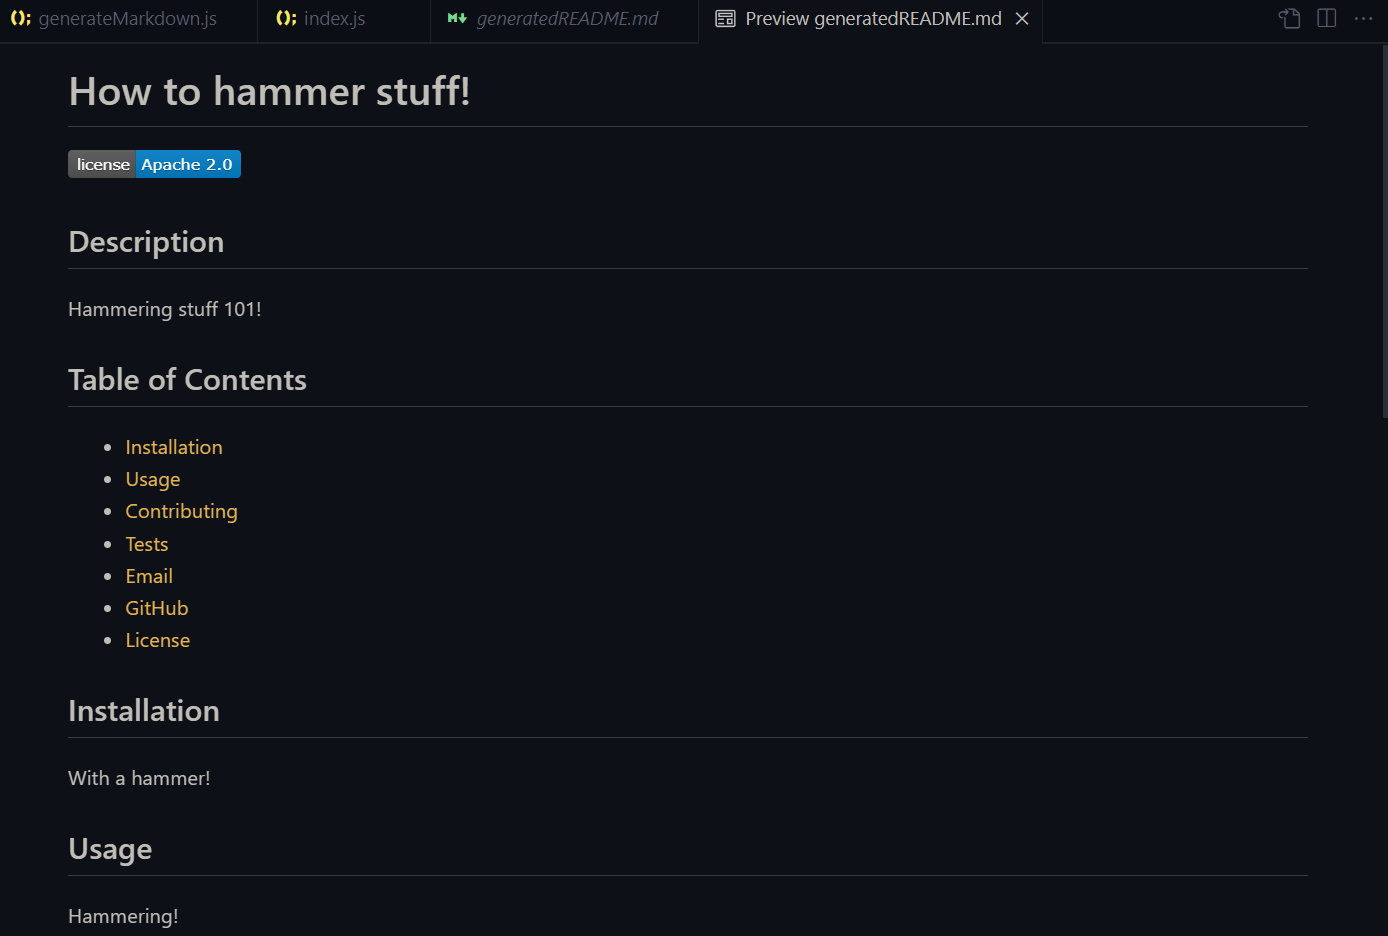 generateMarkdown.js index.js generatedREADME.md Preview generatedREADME.md
How to hammer stuff!
license Apache 2.0
Description
Hammering stuff 101!
Table of Contents
Installation
Usage
Contributing
Tests
Email
GitHub
License
Installation
With a hammer!
Usage
Hammering!